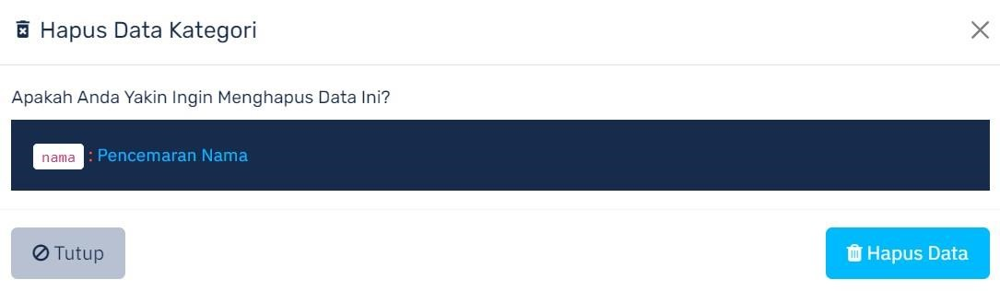 Hapus Data Kategori
Apakah Anda Yakin Ingin Menghapus Data Ini?
nama : Pencemaran Nama
Tutup
Hapus Data